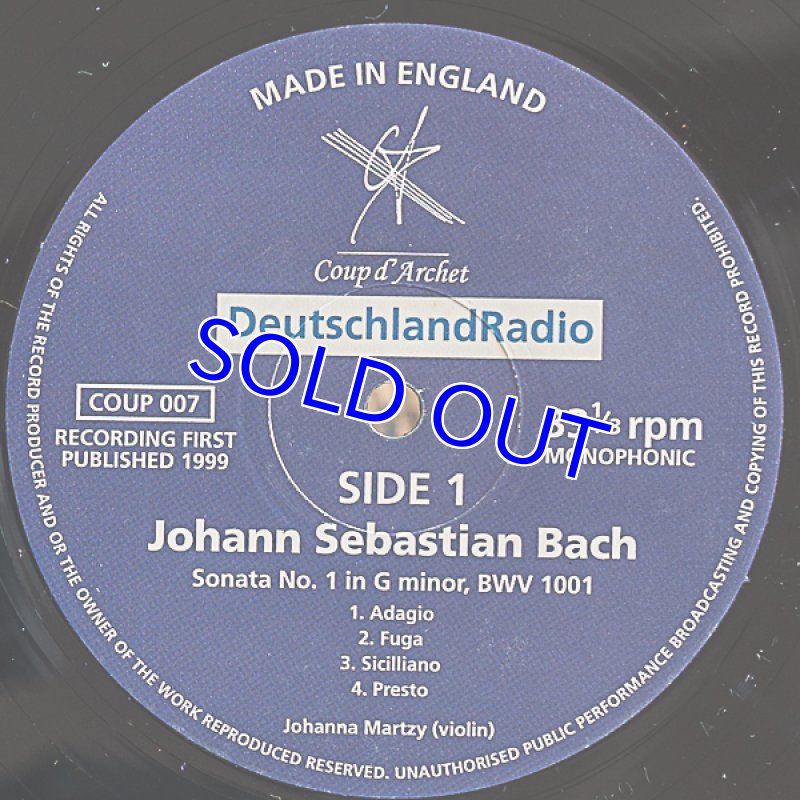 MADE IN ENGLAND
Coup d'Archet
DeutschlandRadio
SOLD OUT
COUP 007
RECORDING FIRST
PUBLISHED 1999
33 1/3 rpm
MONOPHONIC
SIDE 1
Johann Sebastian Bach
Sonata No. 1 in G minor, BWV 1001
1. Adagio
2. Fuga
3. Sicilliano
4. Presto
Johanna Martzy (violin)
ALL RIGHTS OF THE RECORD PRODUCER AND OR THE OWNER OF THE WORK REPRODUCED RESERVED. UNAUTHORISED PUBLIC PERFORMANCE BROADCASTING AND COPYING OF THIS RECORD PROHIBITED.